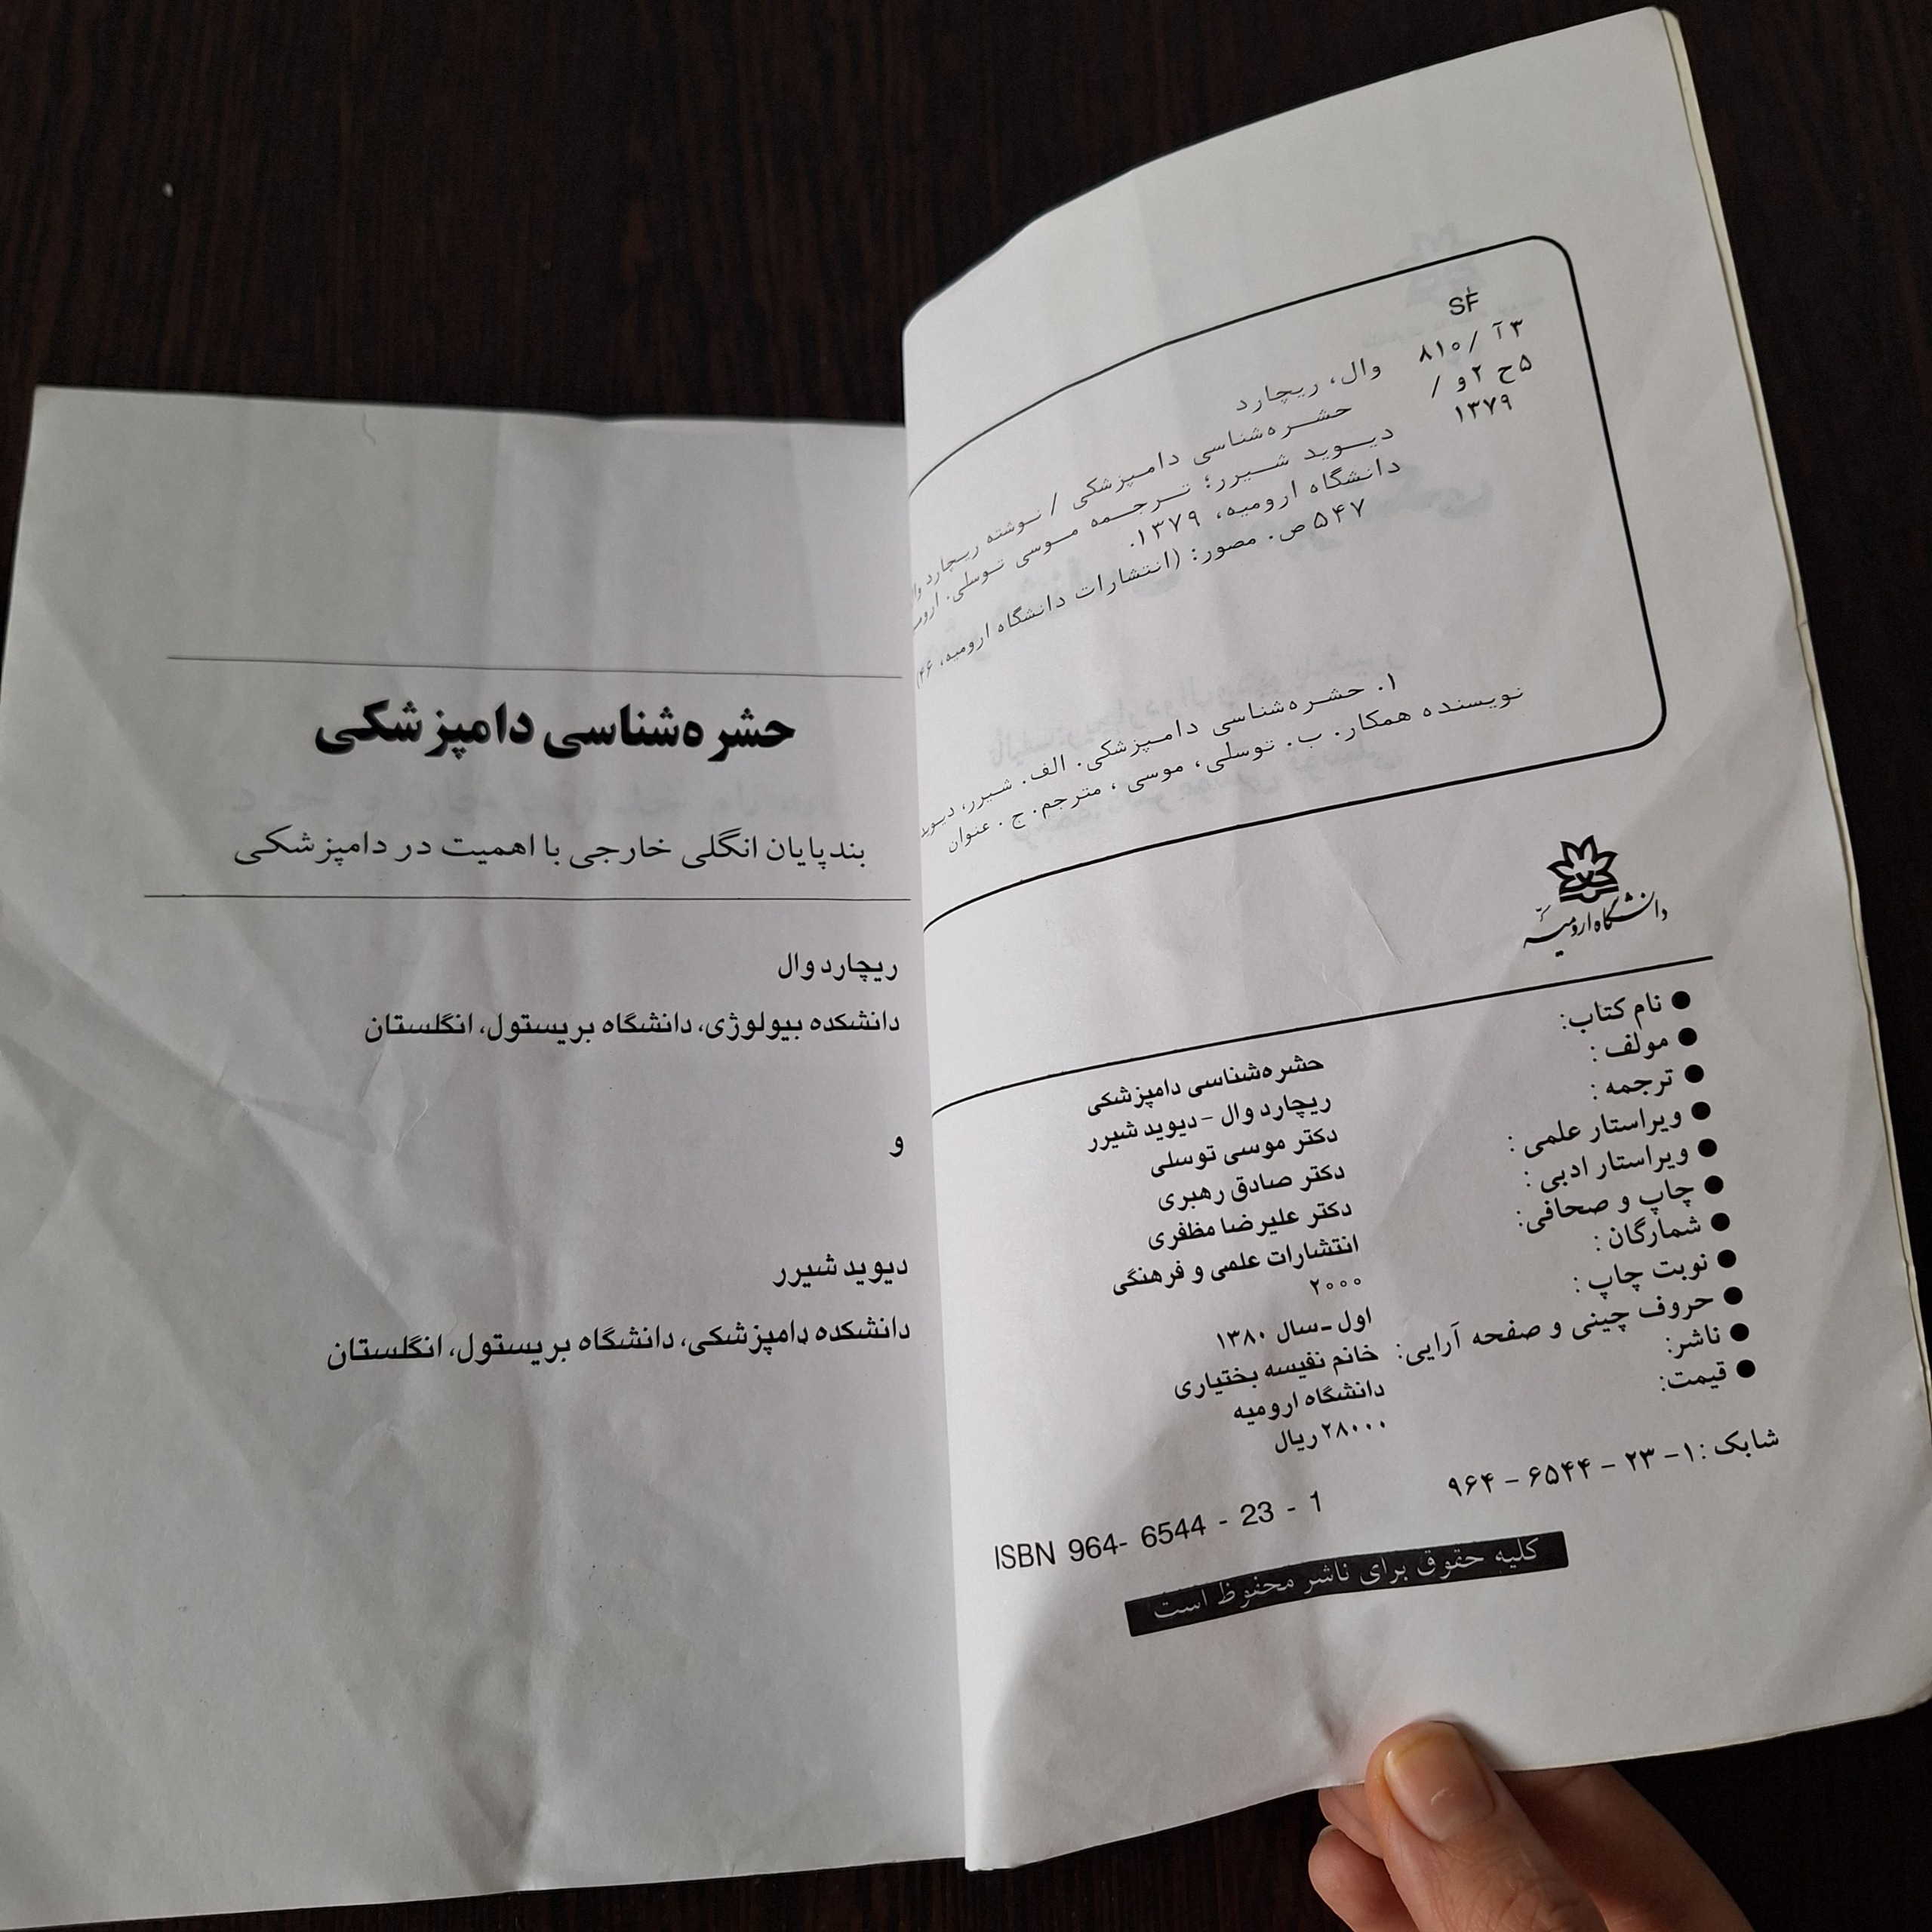 SF
۸۱۰/ آ۳
/ ۵ح ۲و
۱۳۷۹
وال، ریچارد
حشره‌شناسی دامپزشکی / نوشته ریچارد
دیوید شیرر؛ ترجمه موسی توسلی.
دانشگاه ارومیه، ۱۳۷۹.
۵۴۷ ص. مصور: (انتشارات دانشگاه ارومیه، ۴۶)
۱. حشره‌شناسی دامپزشکی. الف. شیرر، دیوید
نویسنده همکار. ب. توسلی، موسی، مترجم. ج. عنوان
دانشگاه ارومیه
● نام کتاب: حشره‌شناسی دامپزشکی
● مولف: ریچارد وال - دیوید شیرر
● ترجمه: دکتر موسی توسلی
● ویراستار علمی: دکتر صادق رهبری
● ویراستار ادبی: دکتر علیرضا مظفری
● چاپ و صحافی: انتشارات علمی و فرهنگی
● شمارگان: ۲۰۰۰
● نوبت چاپ: اول - سال ۱۳۸۰
● حروف چینی و صفحه آرایی: خانم نفیسه بختیاری
● ناشر: دانشگاه ارومیه
● قیمت: ۲۸۰۰۰ ریال
شابک: ۱- ۲۳ - ۶۵۴۴ - ۹۶۴
ISBN 964- 6544 - 23 - 1
کلیه حقوق برای ناشر محفوظ است
حشره‌شناسی دامپزشکی
بندپایان انگلی خارجی با اهمیت در دامپزشکی
ریچارد وال
دانشکده بیولوژی، دانشگاه بریستول، انگلستان
و
دیوید شیرر
دانشکده دامپزشکی، دانشگاه بریستول، انگلستان